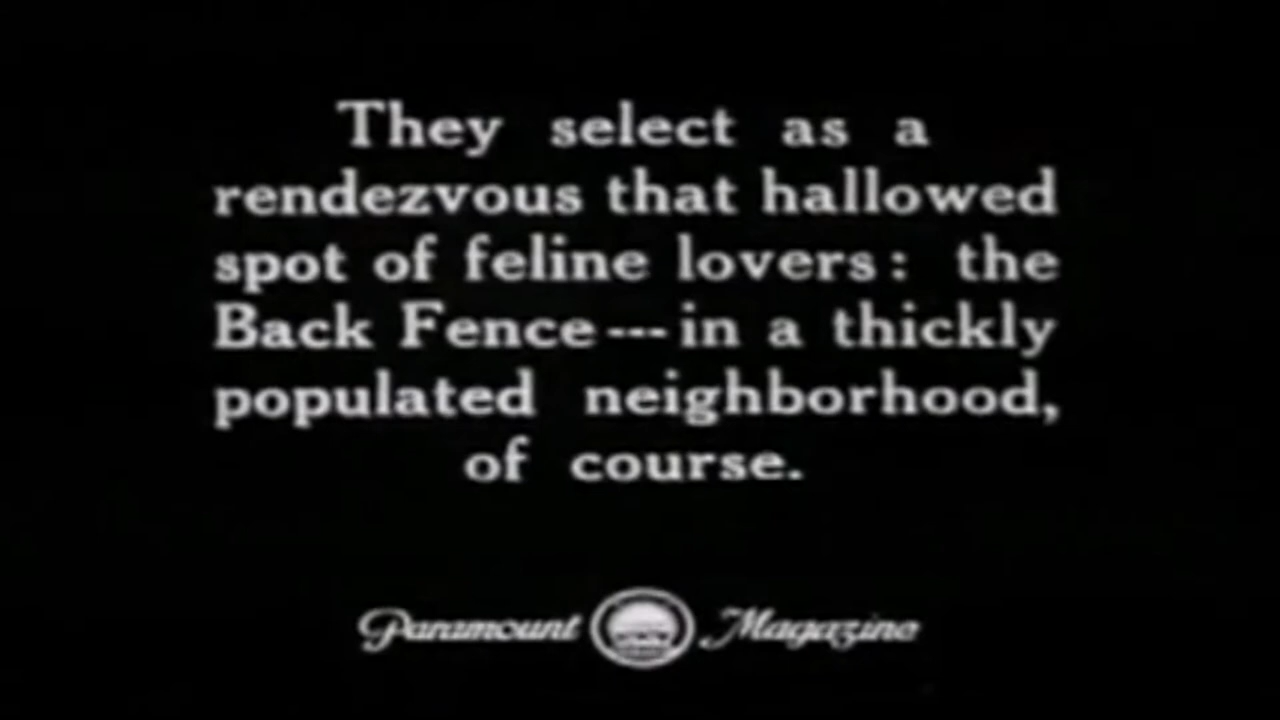 They select as a
rendezvous that hallowed
spot of feline lovers: the
Back Fence---in a thickly
populated neighborhood,
of course.
Paramount Magazine